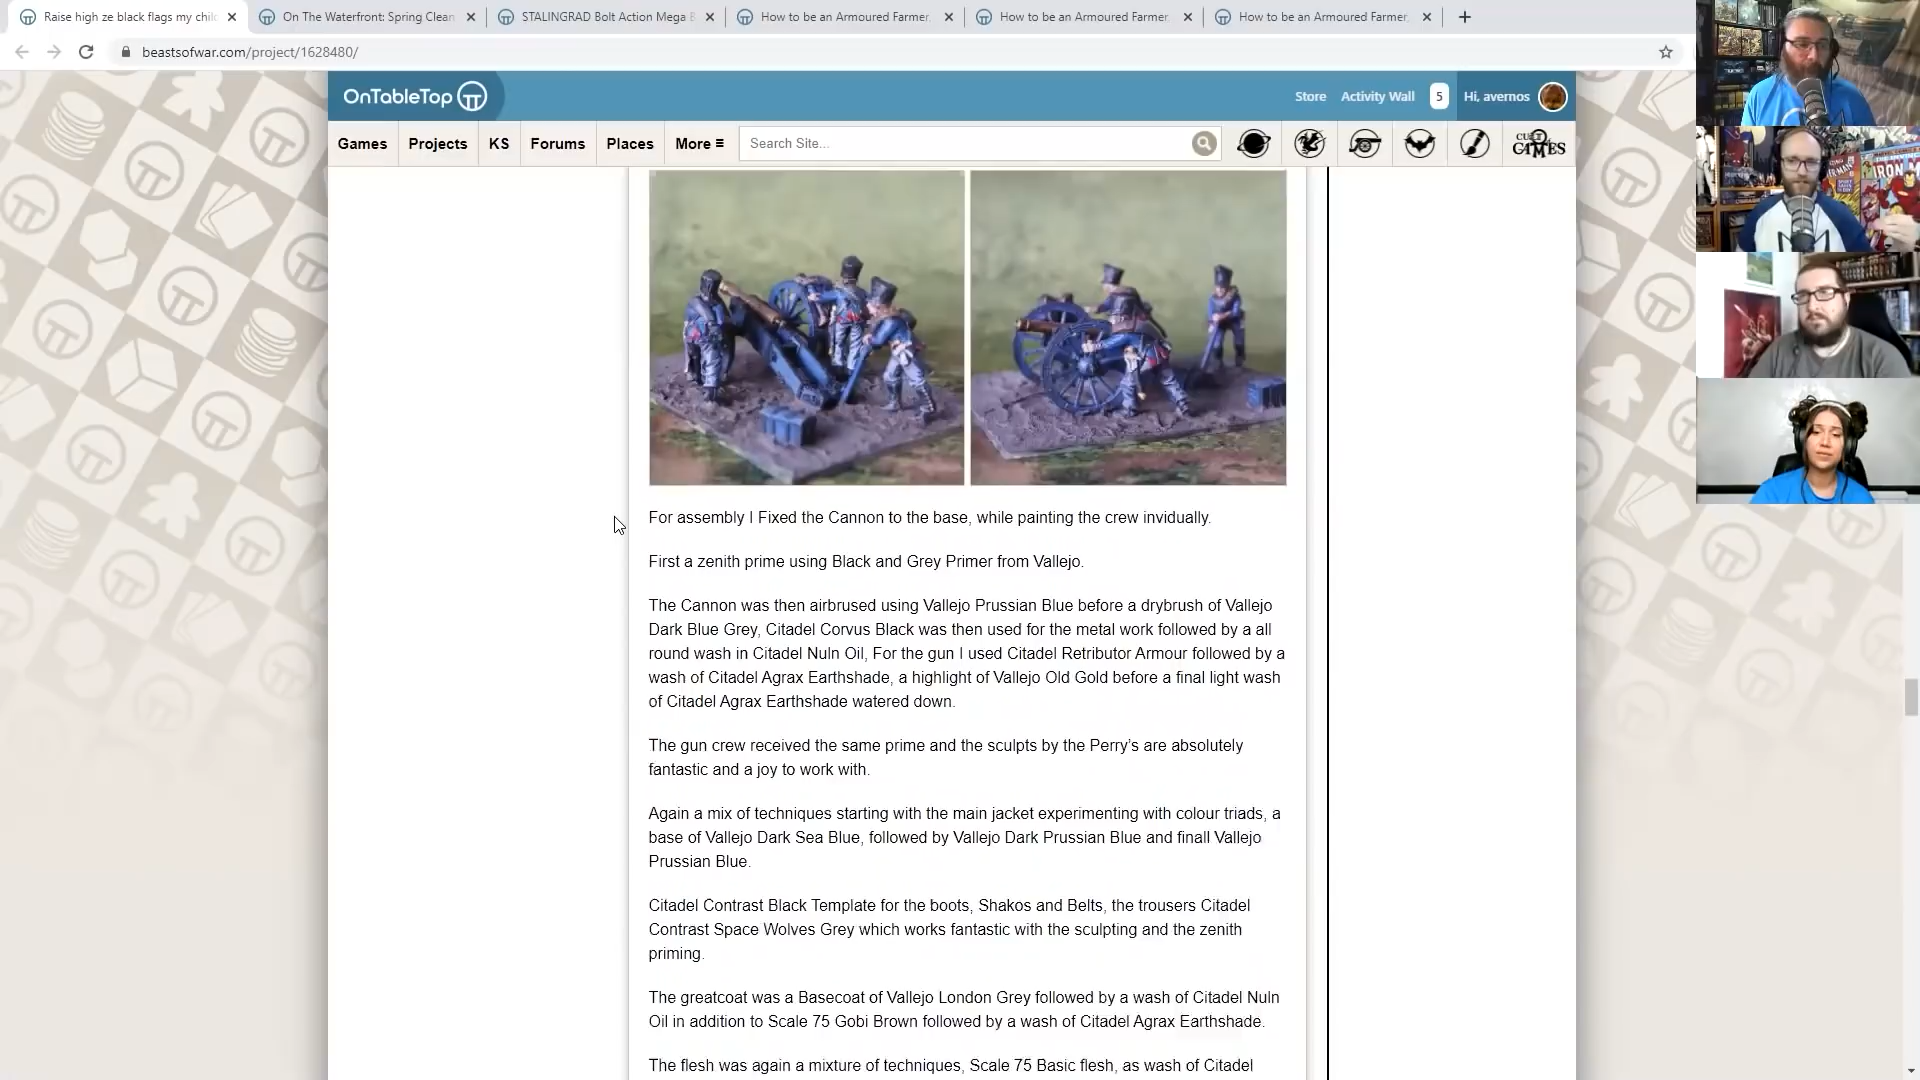 Raise high ze black flags my chil
On The Waterfront: Spring Clean
STALINGRAD Bolt Action Mega B
How to be an Armoured Farmer
How to be an Armoured Farmer
How to be an Armoured Farmer
beastsofwar.com/project/1628480/
OnTableTop
Store Activity Wall 5 Hi, avernos
Games Projects KS Forums Places More Search Site... CULT OF GAMES
IRON M
For assembly I Fixed the Cannon to the base, while painting the crew invidually.
First a zenith prime using Black and Grey Primer from Vallejo.
The Cannon was then airbrused using Vallejo Prussian Blue before a drybrush of Vallejo
Dark Blue Grey, Citadel Corvus Black was then used for the metal work followed by a all
round wash in Citadel Nuln Oil, For the gun I used Citadel Retributor Armour followed by a
wash of Citadel Agrax Earthshade, a highlight of Vallejo Old Gold before a final light wash
of Citadel Agrax Earthshade watered down.
The gun crew received the same prime and the sculpts by the Perry's are absolutely
fantastic and a joy to work with.
Again a mix of techniques starting with the main jacket experimenting with colour triads, a
base of Vallejo Dark Sea Blue, followed by Vallejo Dark Prussian Blue and finall Vallejo
Prussian Blue.
Citadel Contrast Black Template for the boots, Shakos and Belts, the trousers Citadel
Contrast Space Wolves Grey which works fantastic with the sculpting and the zenith
priming.
The greatcoat was a Basecoat of Vallejo London Grey followed by a wash of Citadel Nuln
Oil in addition to Scale 75 Gobi Brown followed by a wash of Citadel Agrax Earthshade.
The flesh was again a mixture of techniques, Scale 75 Basic flesh, as wash of Citadel